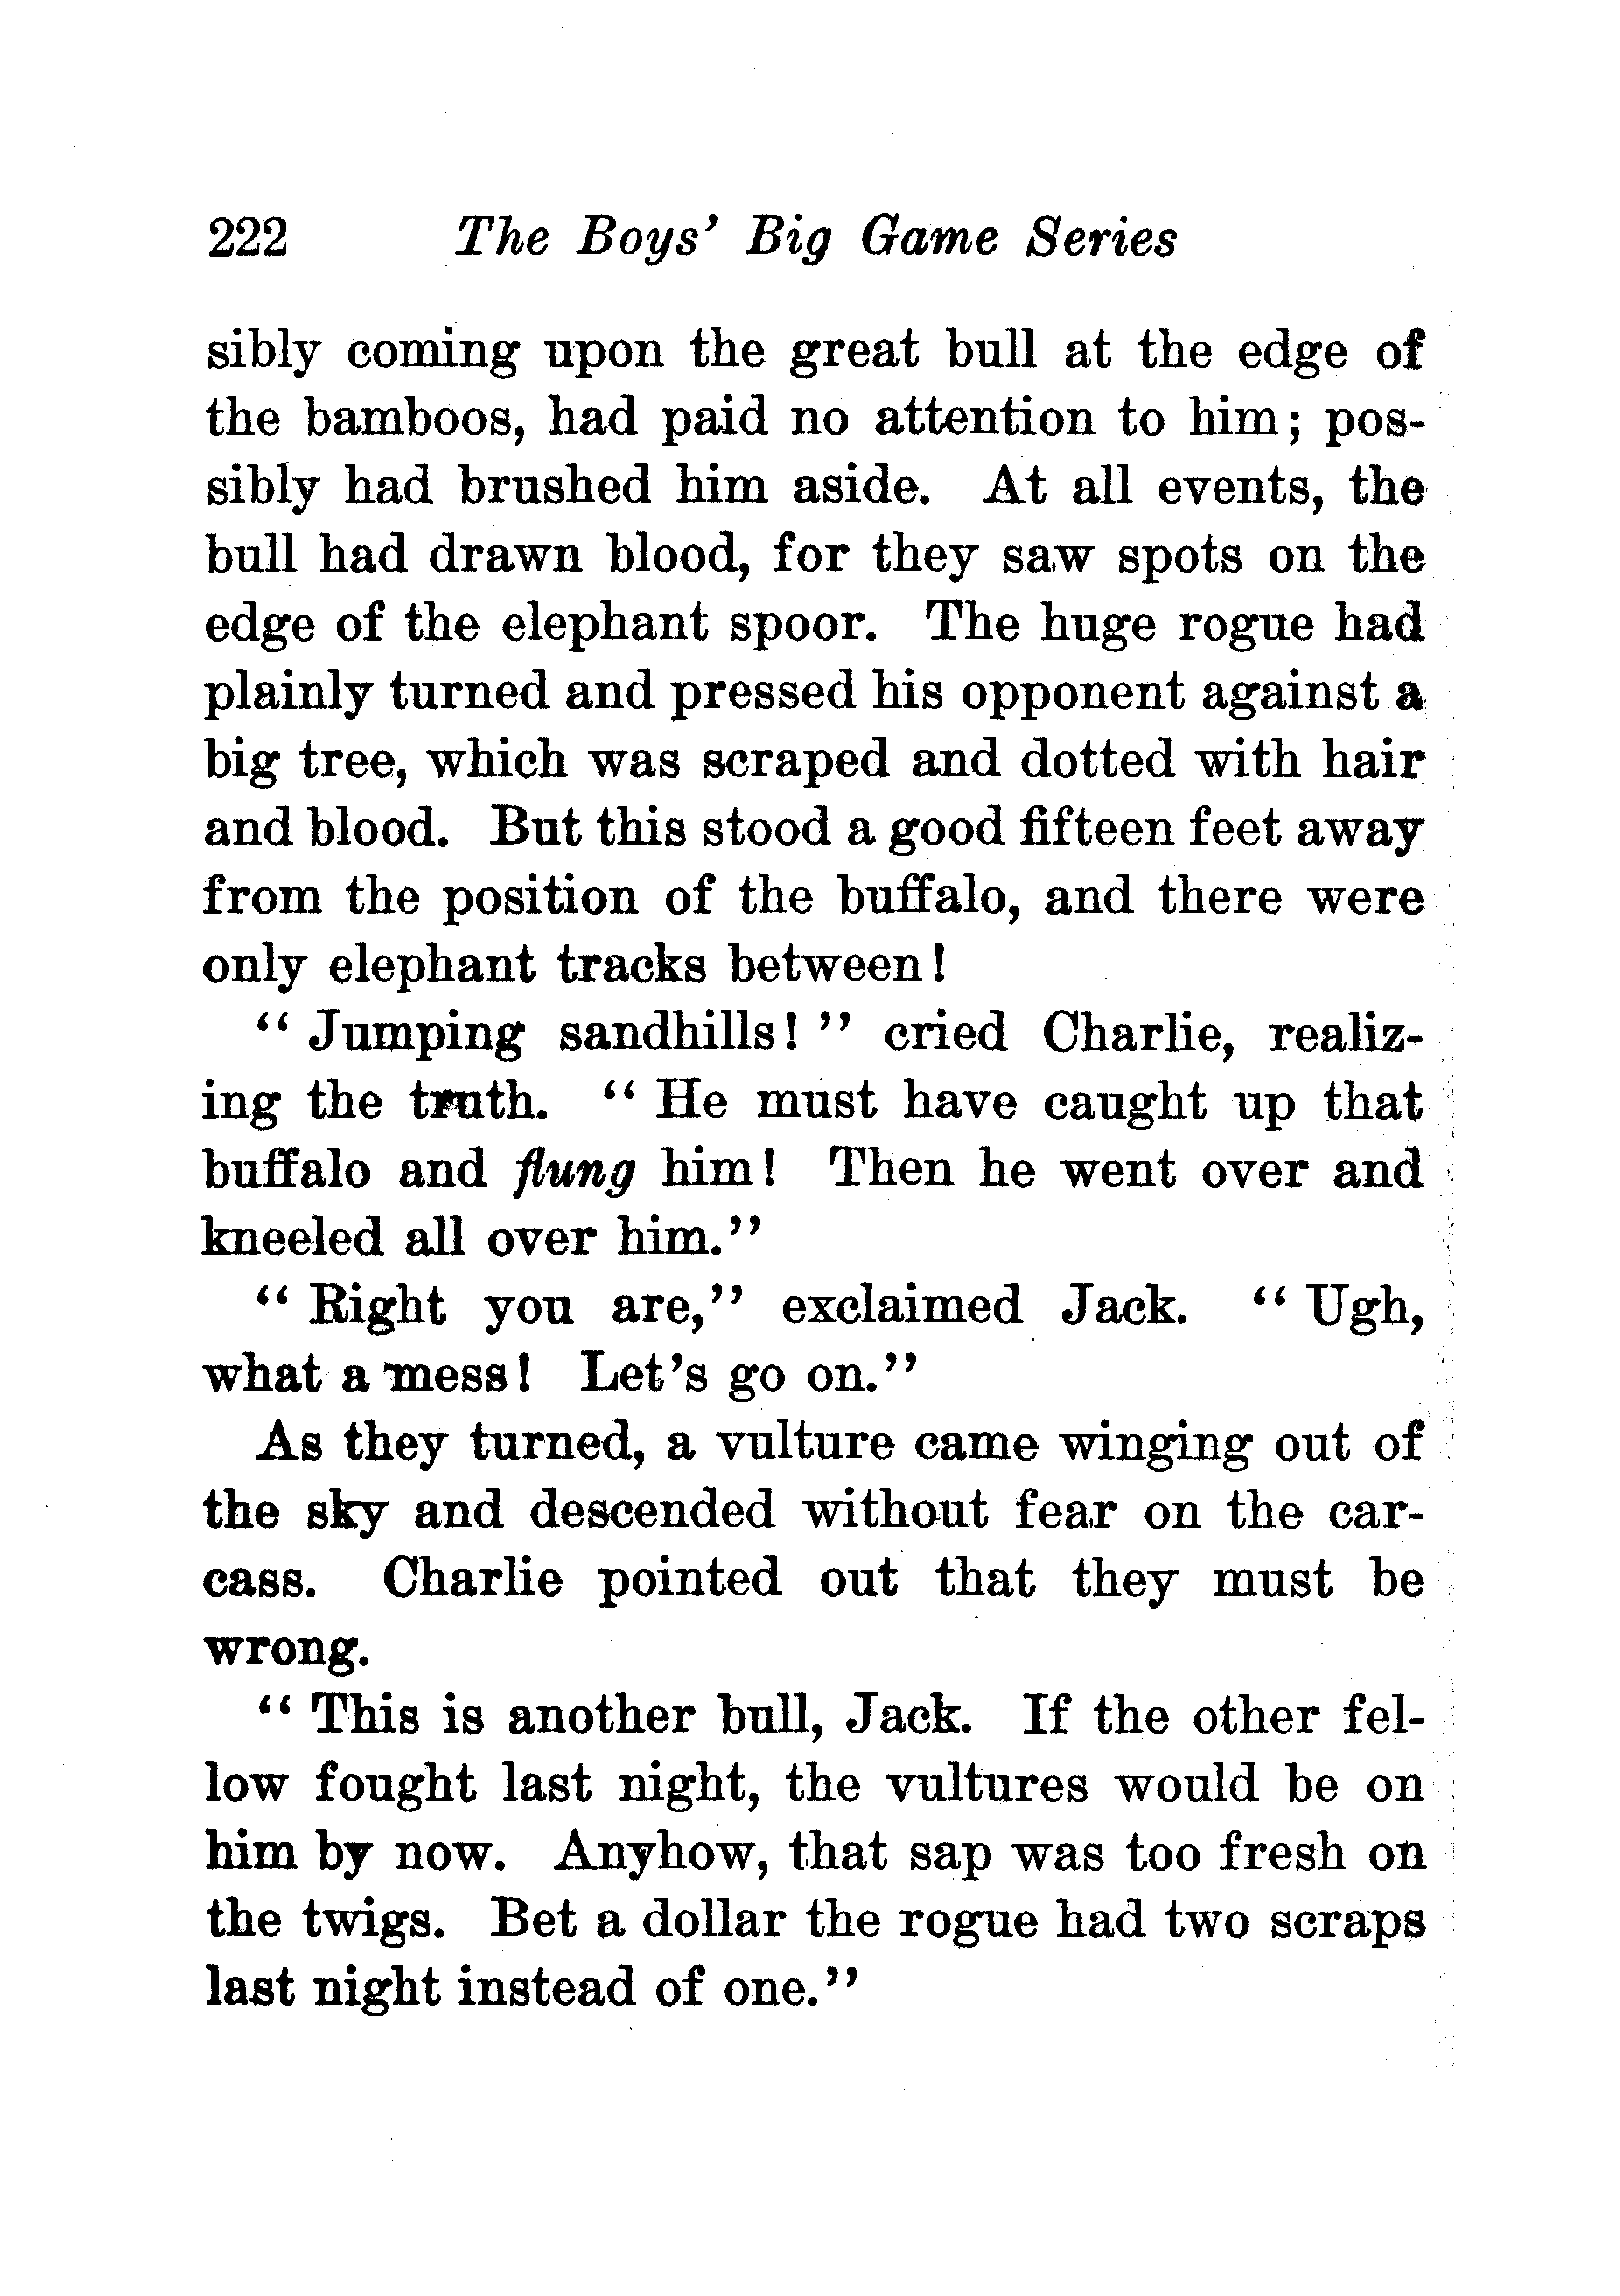 222 The Boys' Big Game Series
sibly coming upon the great bull at the edge of
the bamboos, had paid no attention to him; pos-
sibly had brushed him aside. At all events, the
bull had drawn blood, for they saw spots on the
edge of the elephant spoor. The huge rogue had
plainly turned and pressed his opponent against a
big tree, which was scraped and dotted with hair
and blood. But this stood a good fifteen feet away
from the position of the buffalo, and there were
only elephant tracks between!
"Jumping sandhills!" cried Charlie, realiz-
ing the truth. "He must have caught up that
buffalo and flung him! Then he went over and
kneeled all over him."
"Right you are," exclaimed Jack. "Ugh,
what a mess! Let's go on."
As they turned, a vulture came winging out of
the sky and descended without fear on the car-
cass. Charlie pointed out that they must be
wrong.
"This is another bull, Jack. If the other fel-
low fought last night, the vultures would be on
him by now. Anyhow, that sap was too fresh on
the twigs. Bet a dollar the rogue had two scraps
last night instead of one."